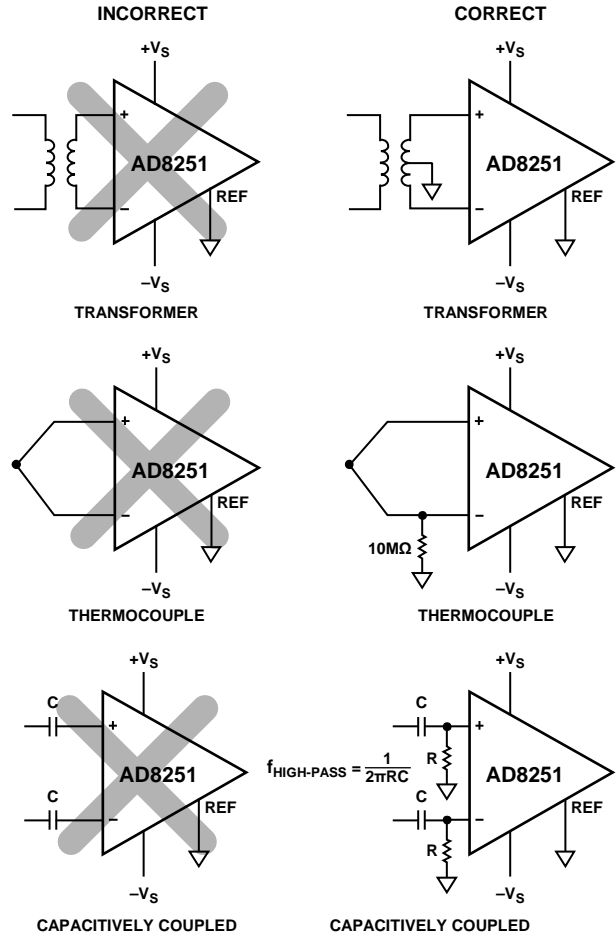 INCORRECT
CORRECT
+VS
+VS
+
+
AD8251
AD8251
REF
REF
−
−
−VS
−VS
TRANSFORMER
TRANSFORMER
+VS
+VS
+
+
AD8251
AD8251
REF
REF
−
−
10MΩ
−VS
−VS
THERMOCOUPLE
THERMOCOUPLE
+VS
+VS
C
C
+
+
R
AD8251
fHIGH-PASS = 1/2πRC
AD8251
C
C
REF
REF
−
−
R
−VS
−VS
CAPACITIVELY COUPLED
CAPACITIVELY COUPLED